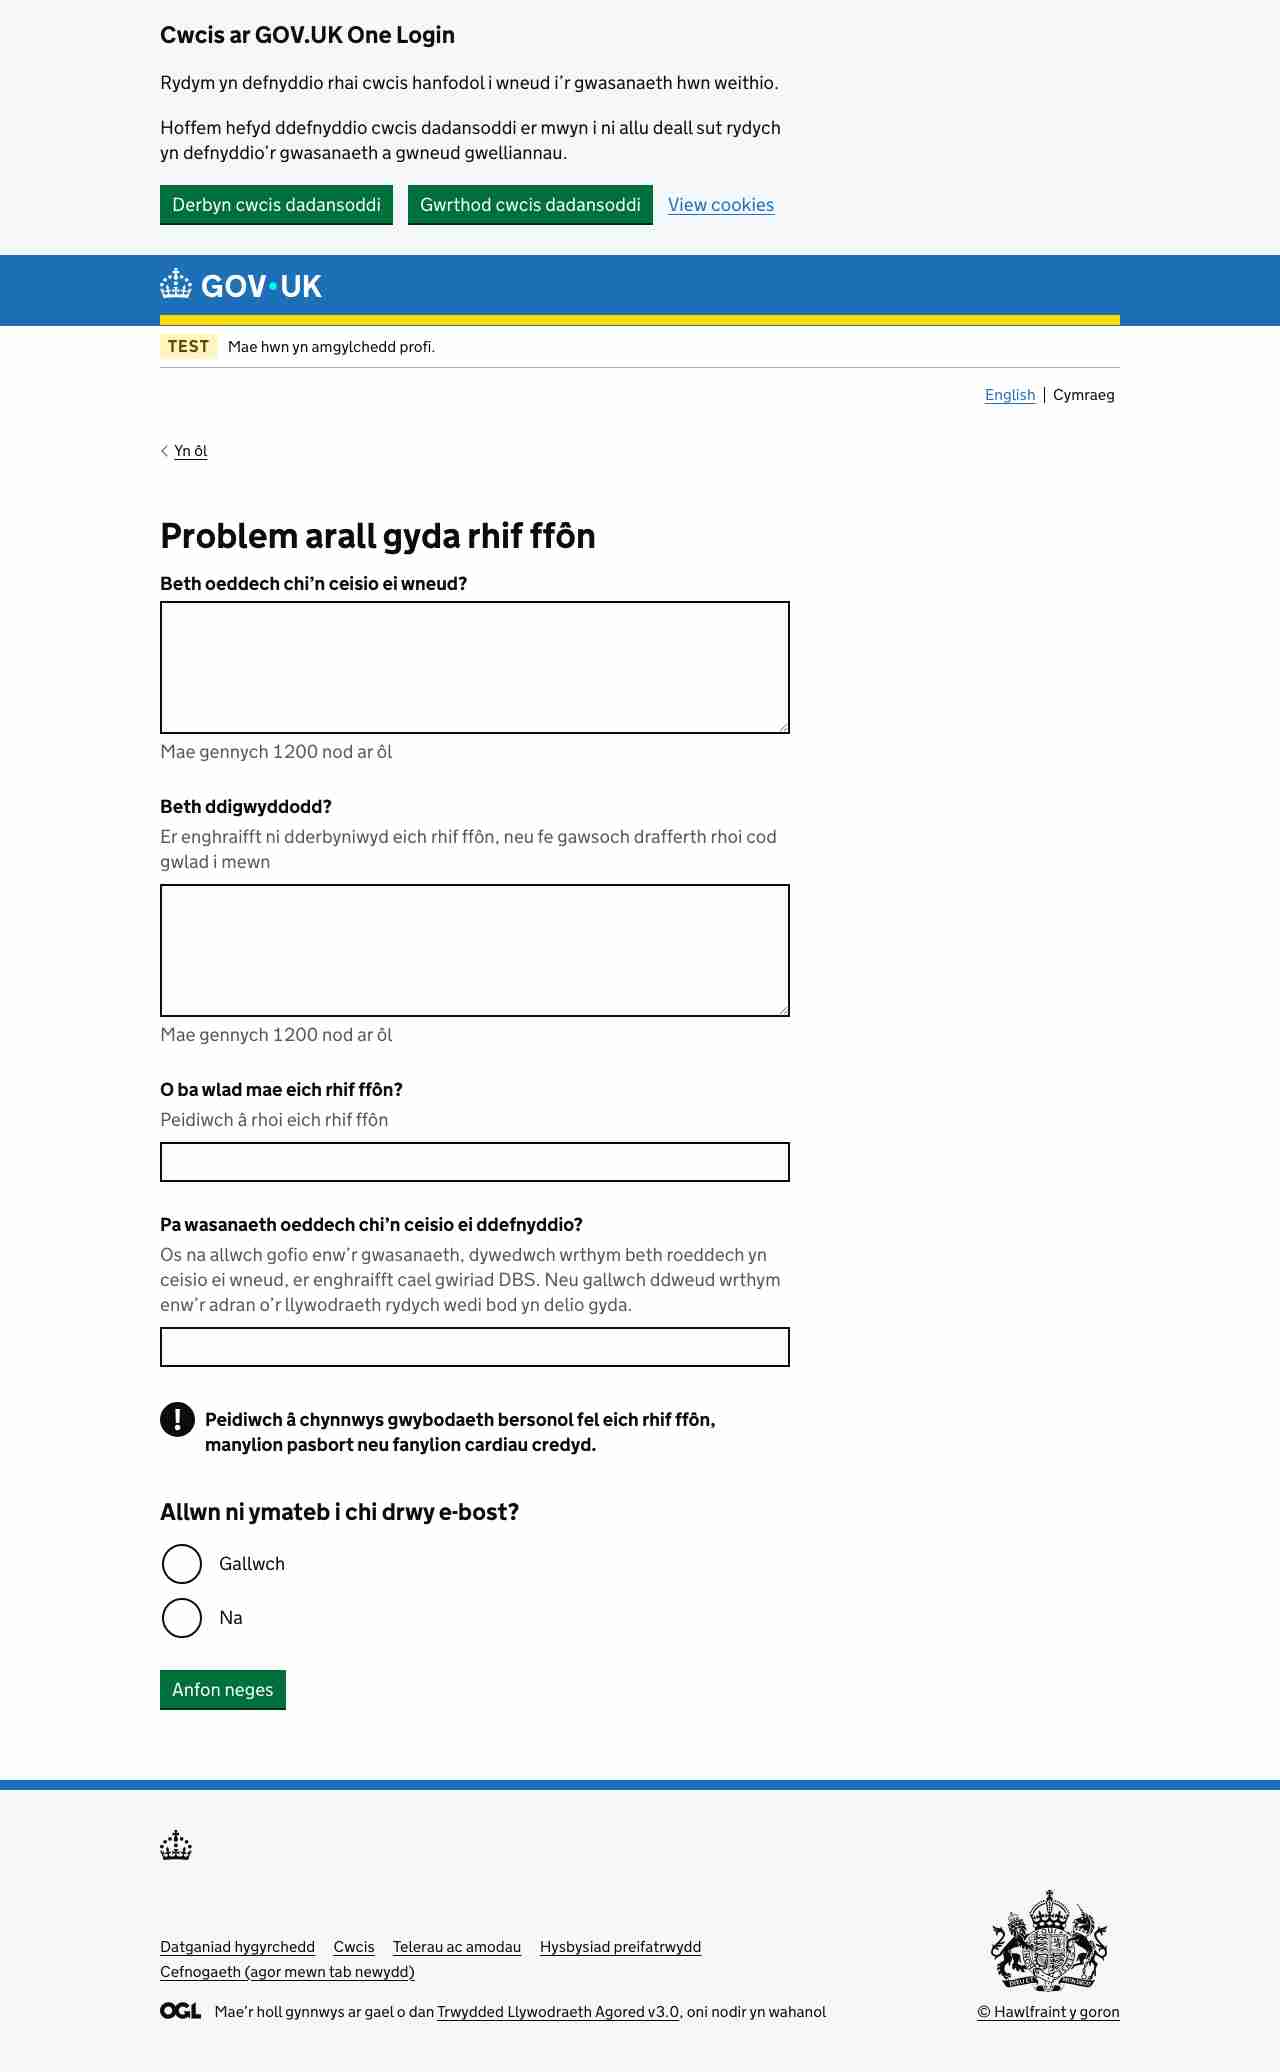 Cwcis ar GOV.UK One Login
Rydym yn defnyddio rhai cwcis hanfodol i wneud i’r gwasanaeth hwn weithio.
Hoffem hefyd ddefnyddio cwcis dadansoddi er mwyn i ni allu deall sut rydych
yn defnyddio’r gwasanaeth a gwneud gwelliannau.
Derbyn cwcis dadansoddi Gwrthod cwcis dadansoddi View cookies
GOV•UK
TEST Mae hwn yn amgylchedd profi.
English | Cymraeg
Yn ôl
Problem arall gyda rhif ffôn
Beth oeddech chi’n ceisio ei wneud?
Mae gennych 1200 nod ar ôl
Beth ddigwyddodd?
Er enghraifft ni dderbyniwyd eich rhif ffôn, neu fe gawsoch drafferth rhoi cod
gwlad i mewn
Mae gennych 1200 nod ar ôl
O ba wlad mae eich rhif ffôn?
Peidiwch â rhoi eich rhif ffôn
Pa wasanaeth oeddech chi’n ceisio ei ddefnyddio?
Os na allwch gofio enw’r gwasanaeth, dywedwch wrthym beth roeddech yn
ceisio ei wneud, er enghraifft cael gwiriad DBS. Neu gallwch ddweud wrthym
enw’r adran o’r llywodraeth rydych wedi bod yn delio gyda.
! Peidiwch â chynnwys gwybodaeth bersonol fel eich rhif ffôn,
manylion pasbort neu fanylion cardiau credyd.
Allwn ni ymateb i chi drwy e-bost?
Gallwch
Na
Anfon neges
Datganiad hygyrchedd Cwcis Telerau ac amodau Hysbysiad preifatrwydd
Cefnogaeth (agor mewn tab newydd)
OGL Mae’r holl gynnwys ar gael o dan Trwydded Llywodraeth Agored v3.0, oni nodir yn wahanol
© Hawlfraint y goron